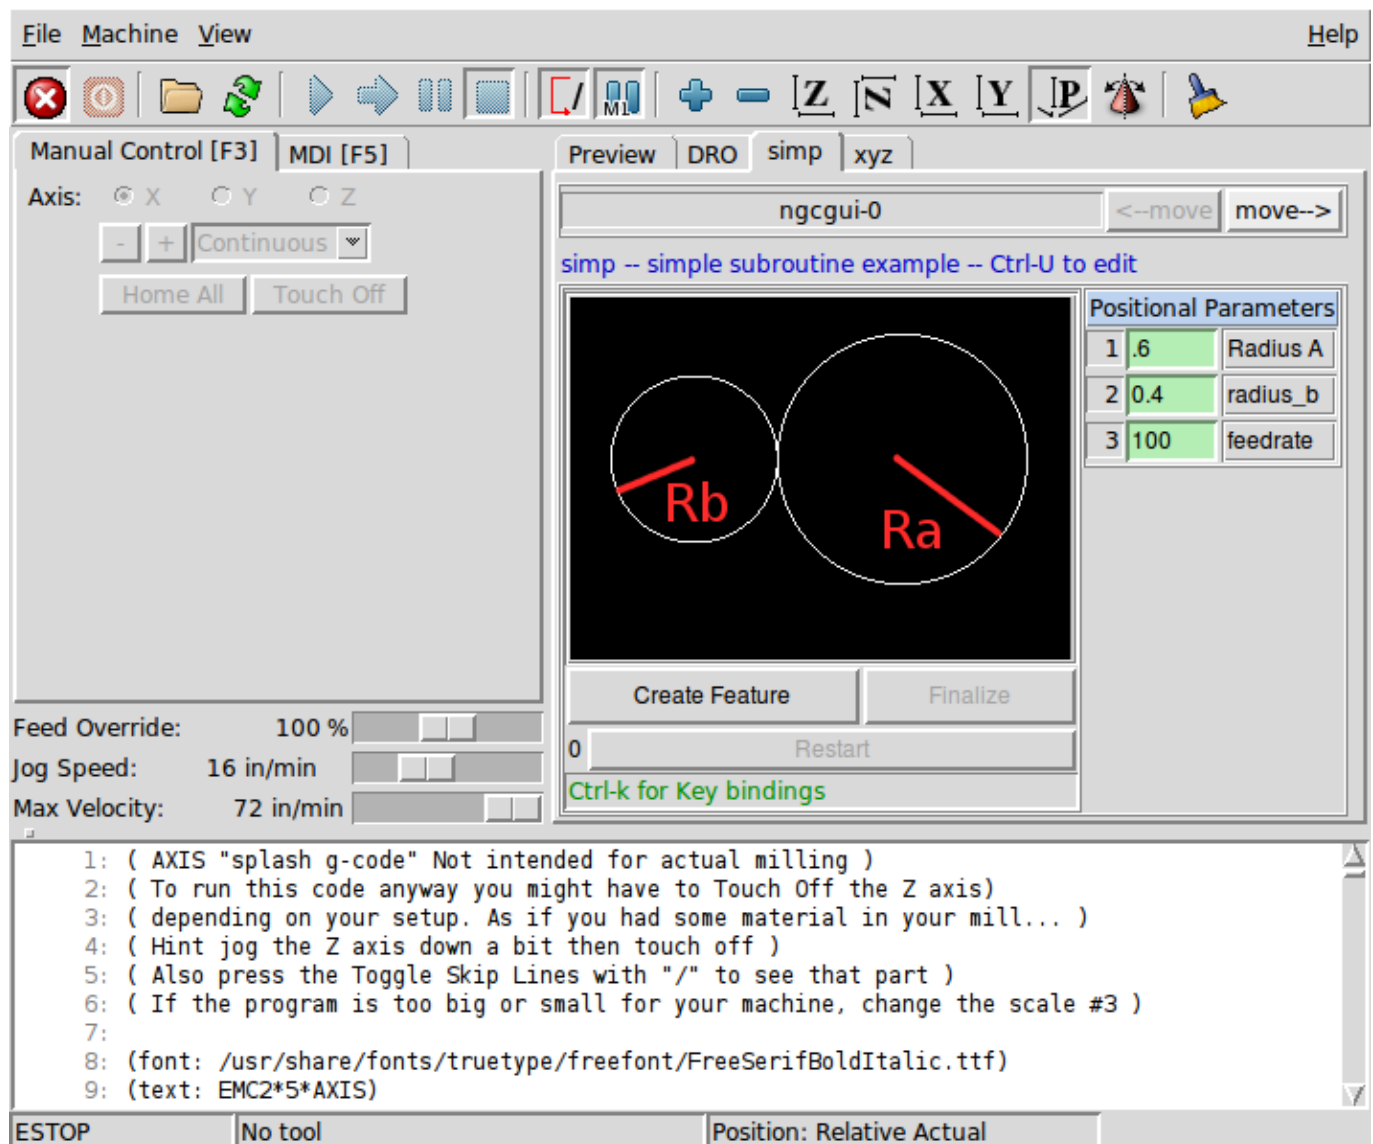 File Machine View Help
M1 Z N X Y P
Manual Control [F3] MDI [F5]
Preview DRO simp xyz
Axis: X Y Z
- + Continuous
Home All Touch Off
ngcgui-0 <--move move-->
simp -- simple subroutine example -- Ctrl-U to edit
Rb
Ra
Positional Parameters
1 .6 Radius A
2 0.4 radius_b
3 100 feedrate
Create Feature Finalize
0 Restart
Ctrl-k for Key bindings
Feed Override: 100 %
Jog Speed: 16 in/min
Max Velocity: 72 in/min
1: ( AXIS "splash g-code" Not intended for actual milling )
2: ( To run this code anyway you might have to Touch Off the Z axis)
3: ( depending on your setup. As if you had some material in your mill... )
4: ( Hint jog the Z axis down a bit then touch off )
5: ( Also press the Toggle Skip Lines with "/" to see that part )
6: ( If the program is too big or small for your machine, change the scale #3 )
7:
8: (font: /usr/share/fonts/truetype/freefont/FreeSerifBoldItalic.ttf)
9: (text: EMC2*5*AXIS)
ESTOP No tool Position: Relative Actual